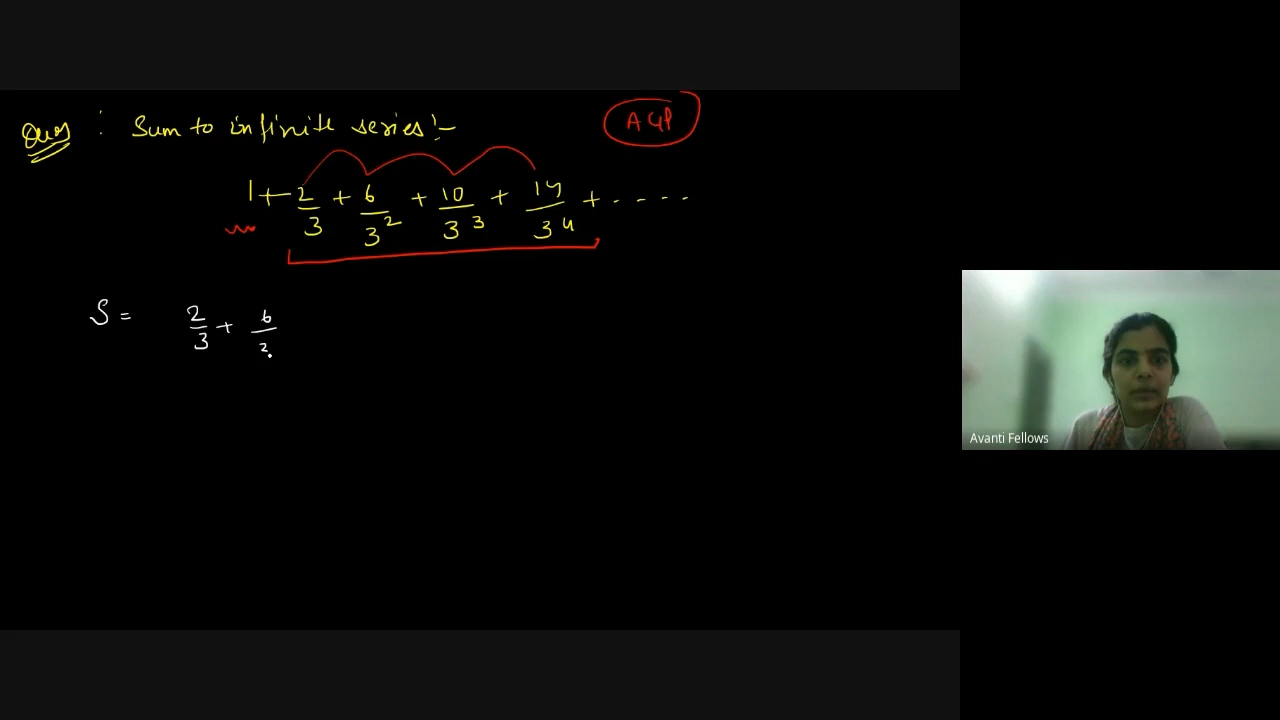 Ques : Sum to infinite series :-
AGP
1 + 2/3 + 6/3² + 10/3³ + 14/3⁴ + . . . .
S = 2/3 + 6/3
Avanti Fellows